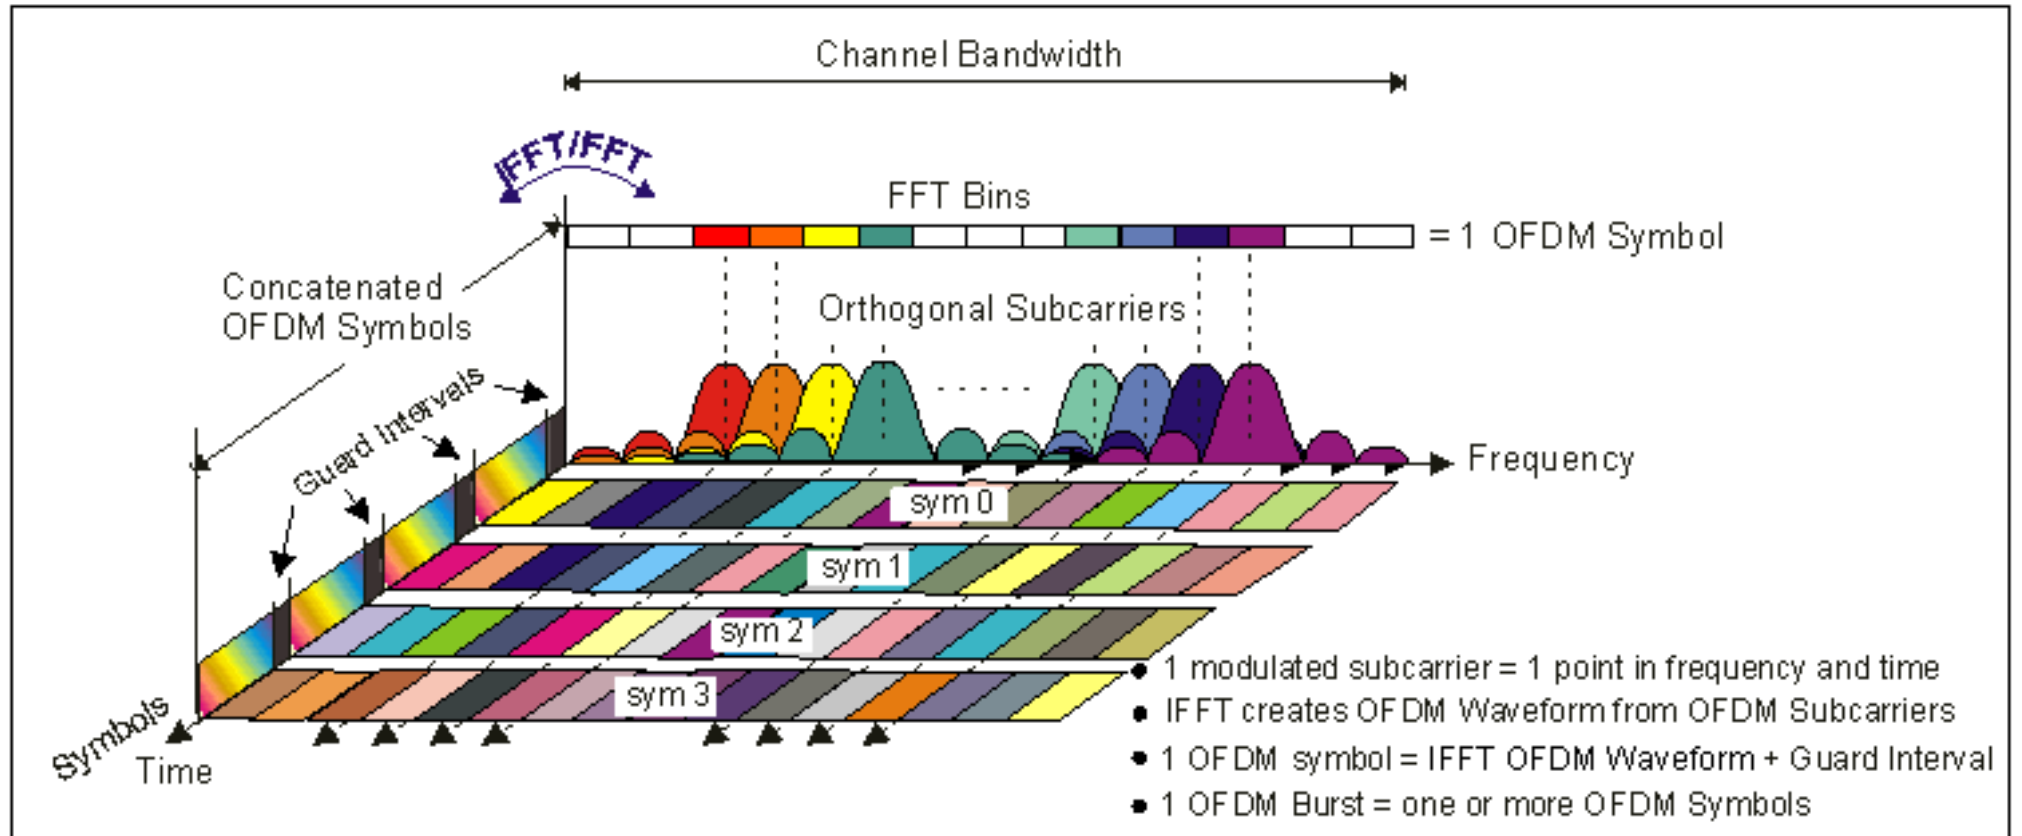 Channel Bandwidth
IFFT/FFT
FFT Bins
= 1 OFDM Symbol
Concatenated
OFDM Symbols
Orthogonal Subcarriers
Guard Intervals
Frequency
sym 0
sym 1
sym 2
sym 3
Symbols
Time
• 1 modulated subcarrier = 1 point in frequency and time
• IFFT creates OFDM Waveform from OFDM Subcarriers
• 1 OFDM symbol = IFFT OFDM Waveform + Guard Interval
• 1 OFDM Burst = one or more OFDM Symbols